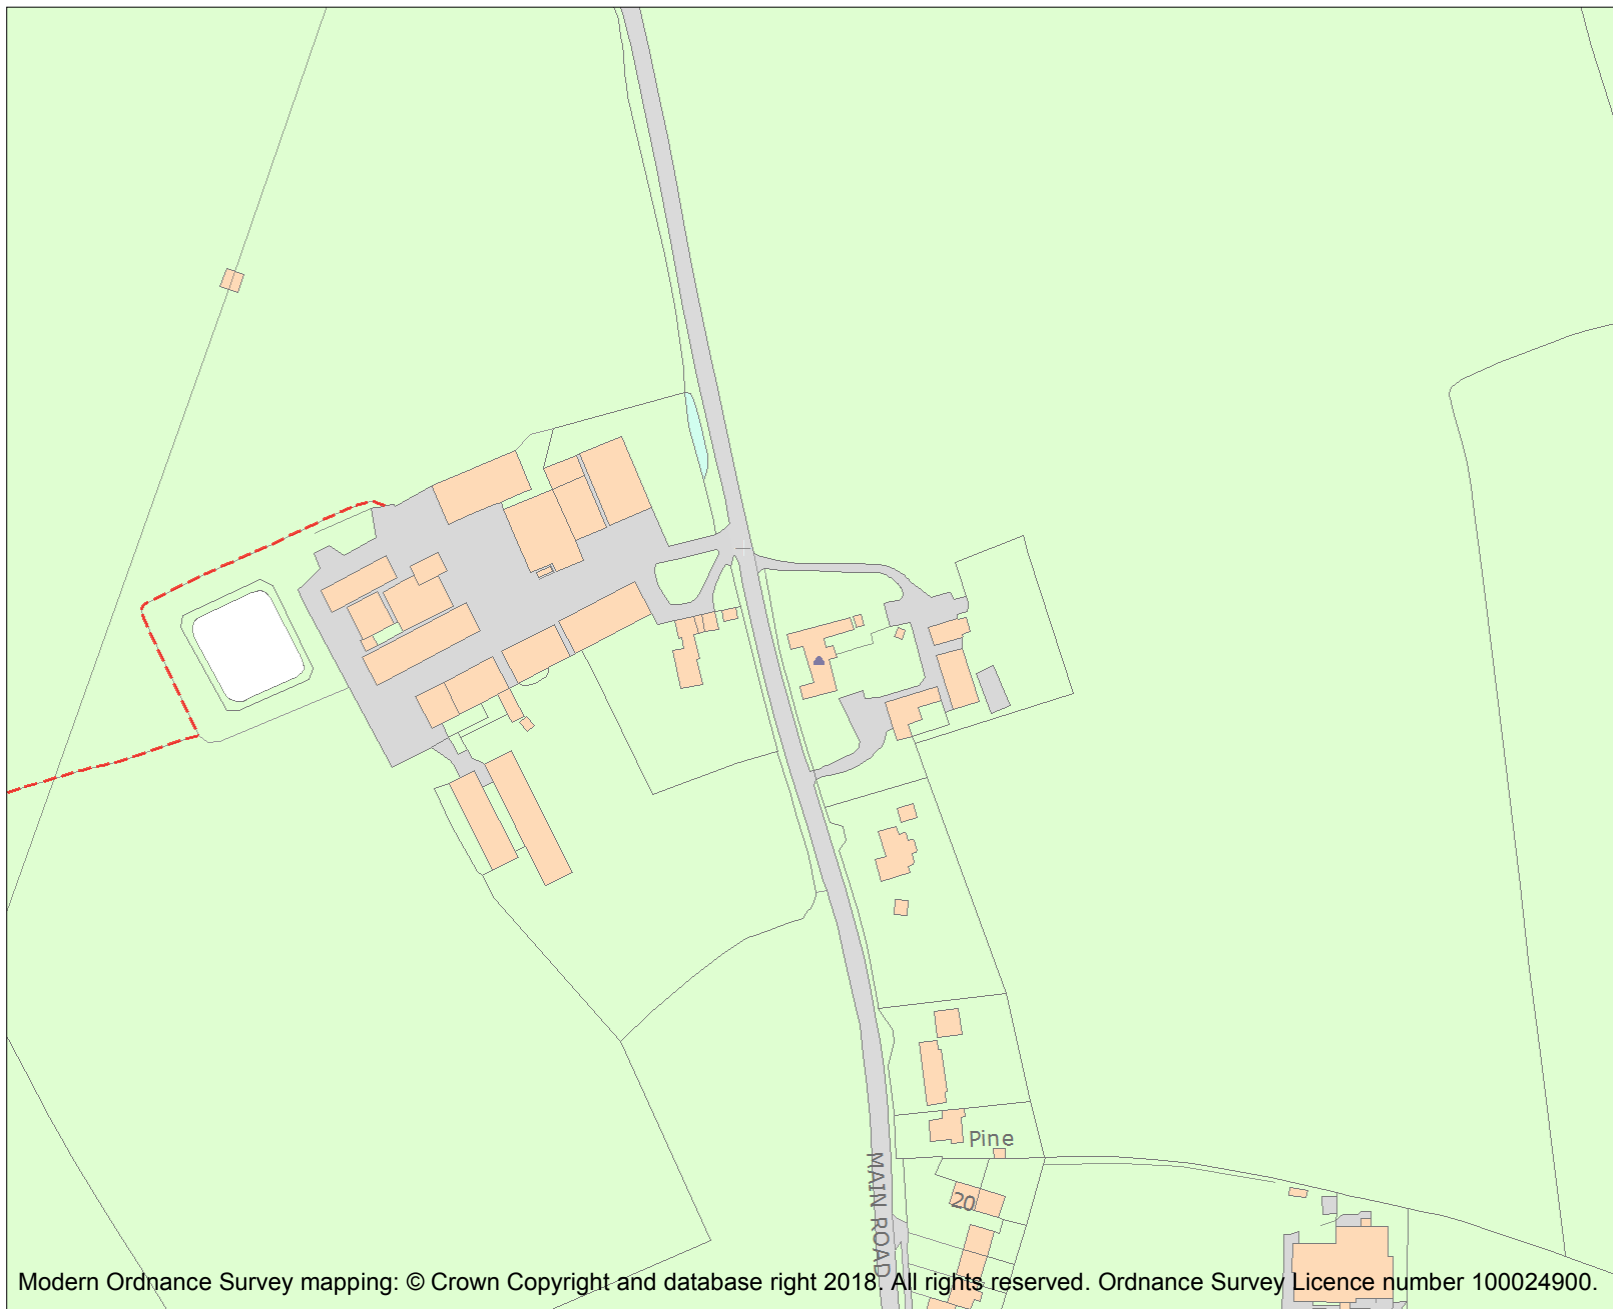 Pine
20
MAIN ROAD
Modern Ordnance Survey mapping: © Crown Copyright and database right 2018. All rights reserved. Ordnance Survey Licence number 100024900.